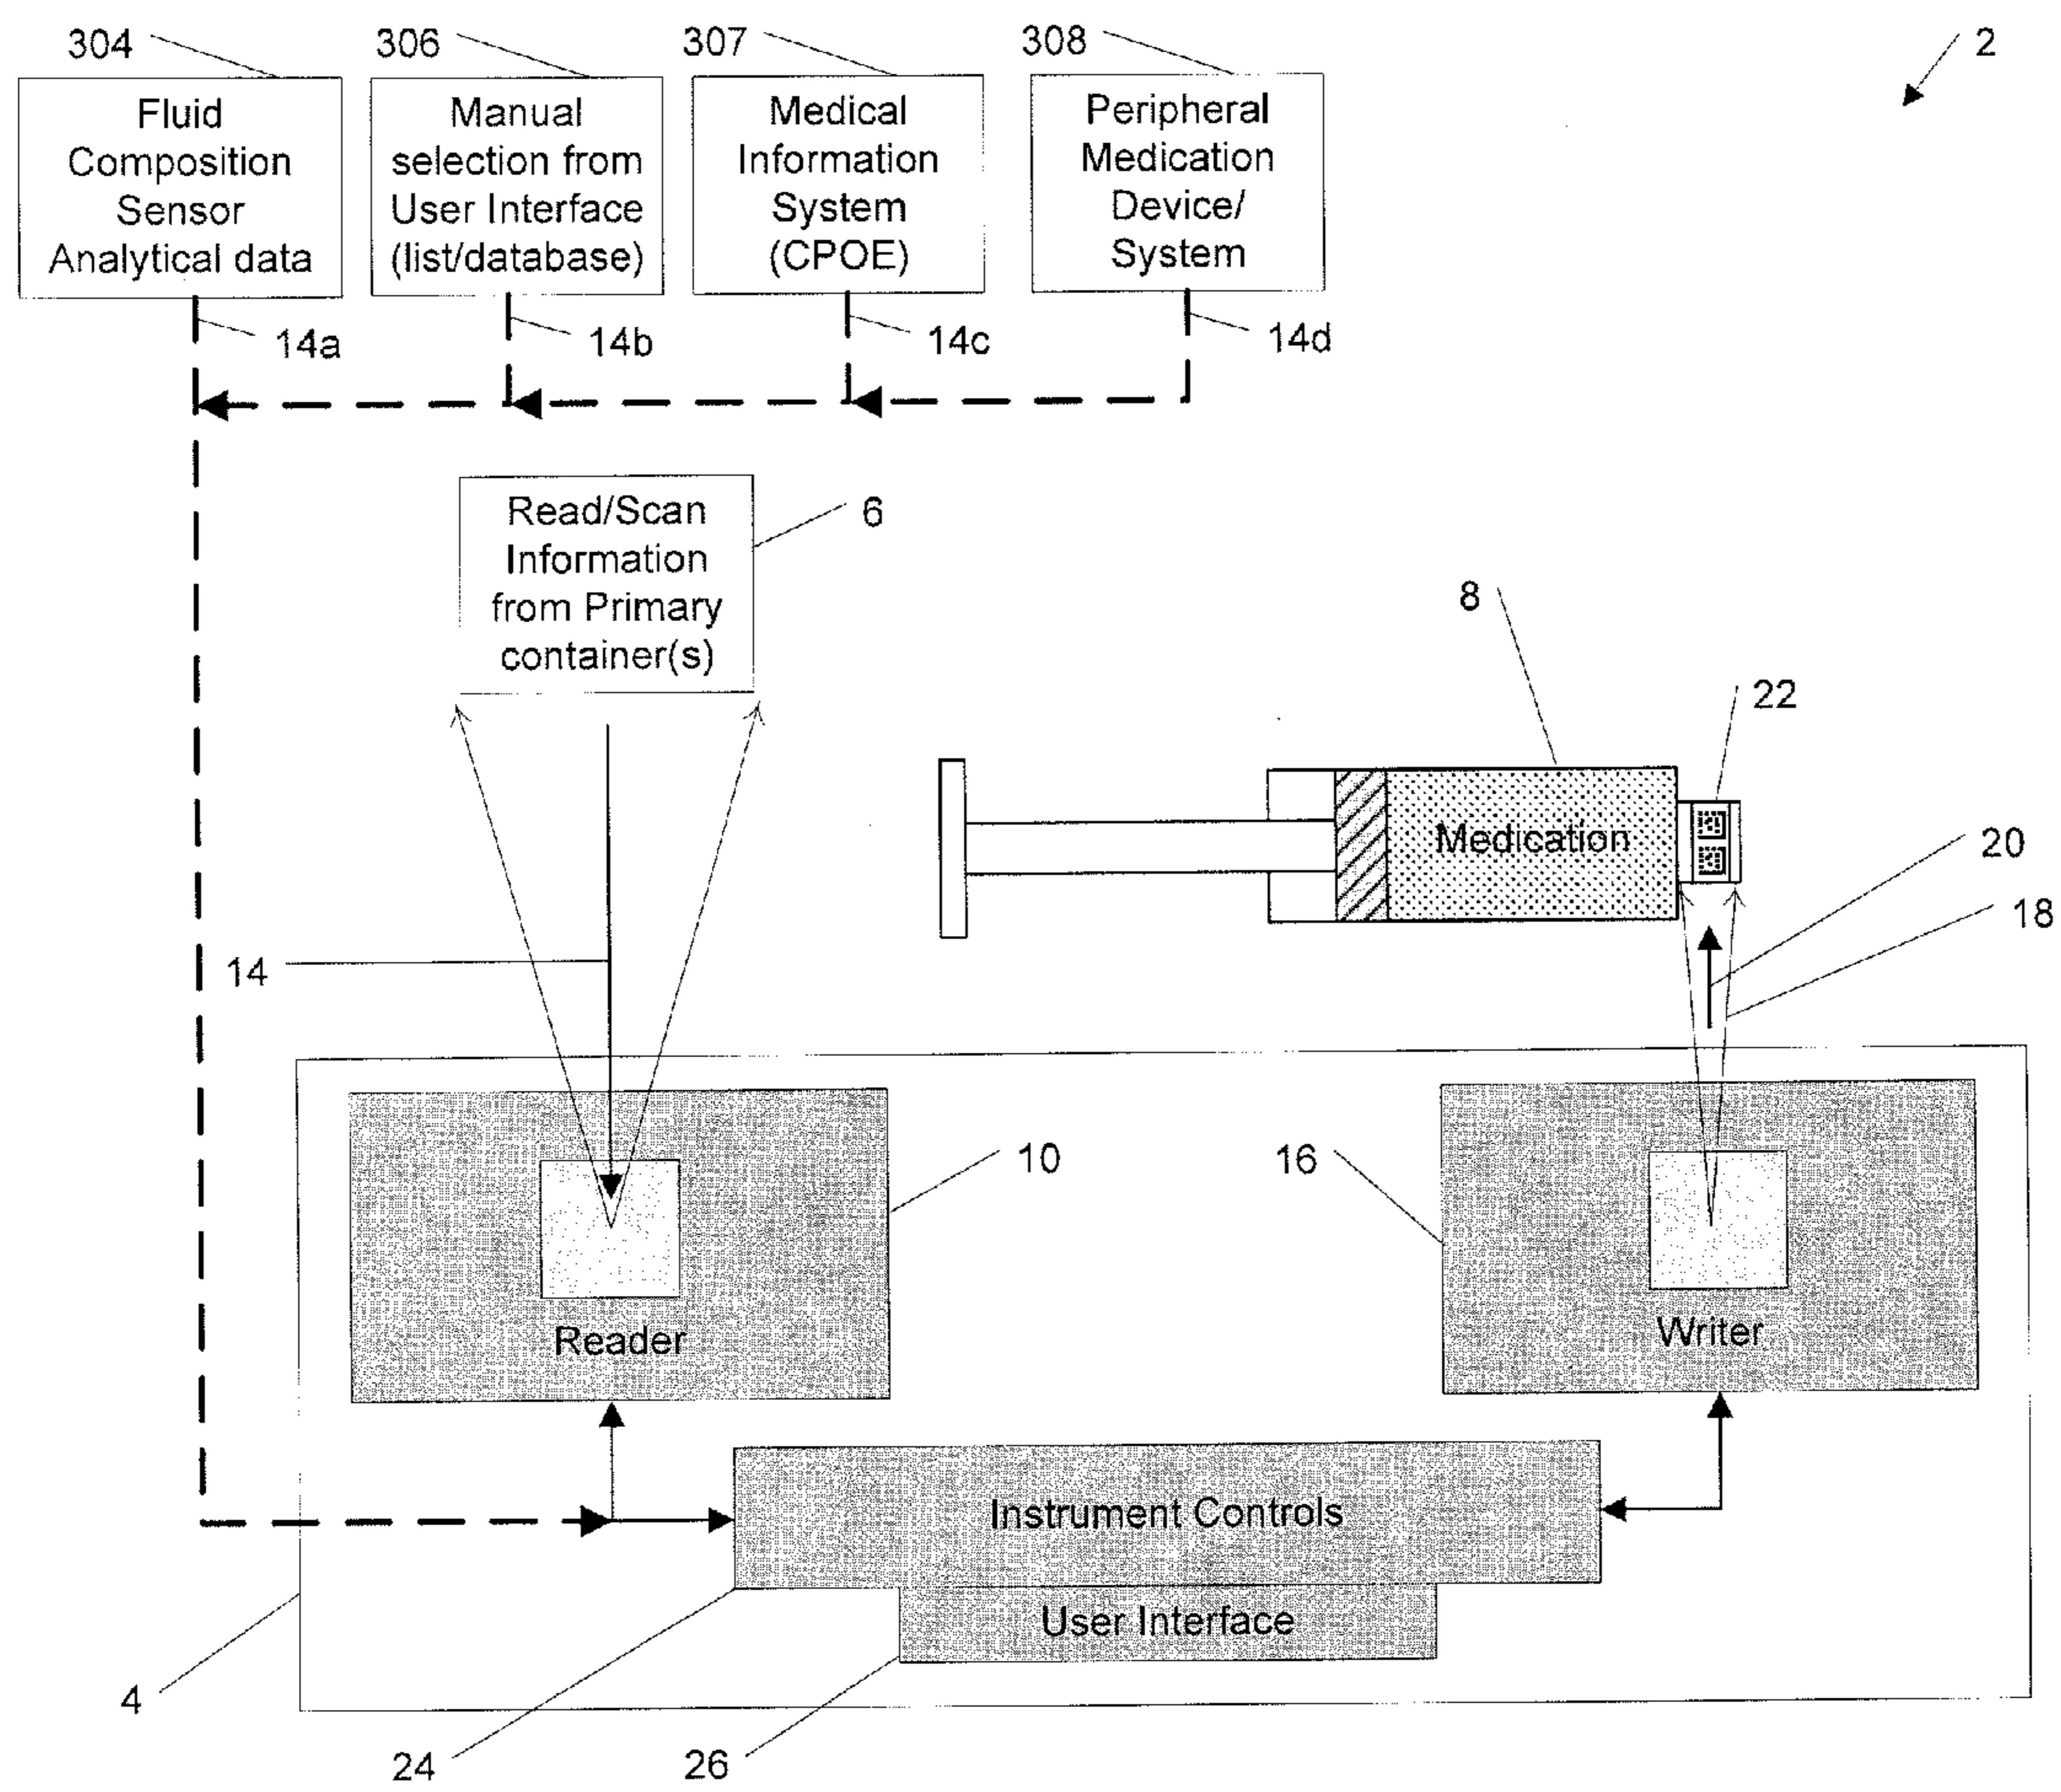 304
306
307
308
2
Fluid
Composition
Sensor
Analytical data
Manual
selection from
User Interface
(list/database)
Medical
Information
System
(CPOE)
Peripheral
Medication
Device/
System
14a
14b
14c
14d
Read/Scan
Information
from Primary
container(s)
6
8
22
Medication
20
18
14
10
16
Reader
Writer
Instrument Controls
User Interface
4
24
26